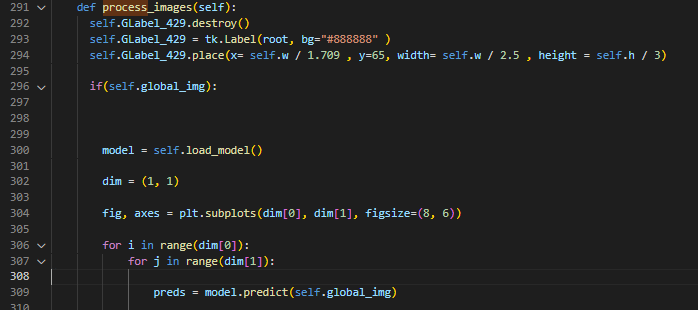 291 def process_images(self):
292 self.GLabel_429.destroy()
293 self.GLabel_429 = tk.Label(root, bg="#888888" )
294 self.GLabel_429.place(x= self.w / 1.709 , y=65, width= self.w / 2.5 , height = self.h / 3)
295
296 if(self.global_img):
297
298
299
300 model = self.load_model()
301
302 dim = (1, 1)
303
304 fig, axes = plt.subplots(dim[0], dim[1], figsize=(8, 6))
305
306 for i in range(dim[0]):
307 for j in range(dim[1]):
308
309 preds = model.predict(self.global_img)
310